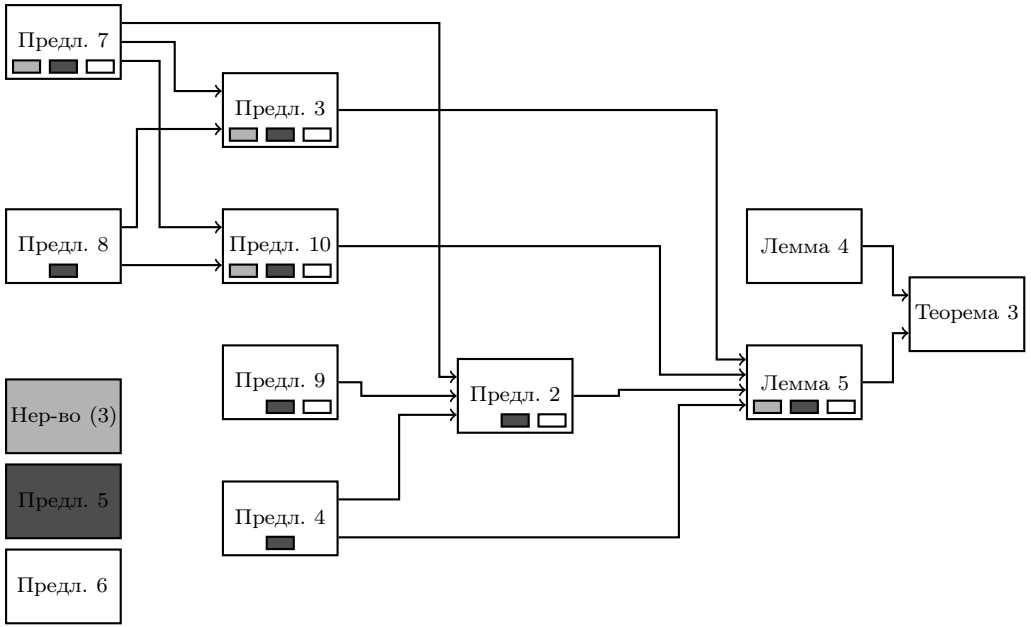 Предл. 7
Предл. 3
Предл. 8
Предл. 10
Лемма 4
Теорема 3
Предл. 9
Предл. 2
Лемма 5
Нер-во (3)
Предл. 5
Предл. 4
Предл. 6